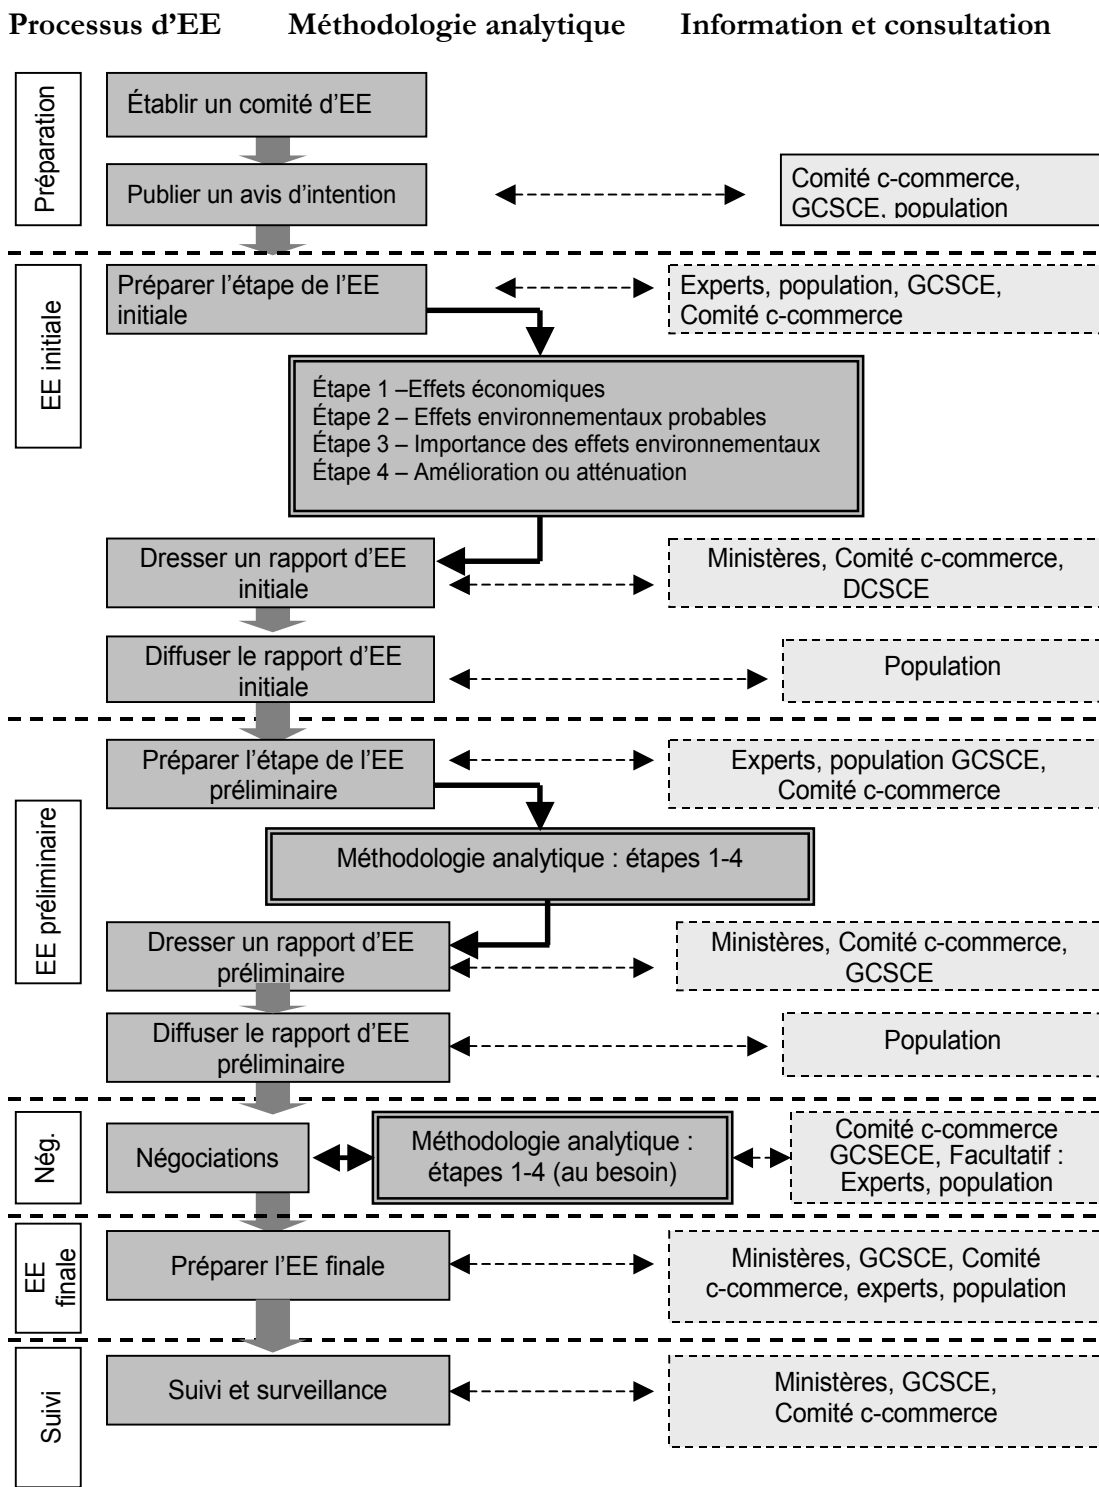 Processus d’EE
Méthodologie analytique
Information et consultation
Préparation
Établir un comité d’EE
Publier un avis d’intention
Comité c-commerce,
GCSCE, population
EE initiale
Préparer l’étape de l’EE
initiale
Experts, population, GCSCE,
Comité c-commerce
Étape 1 –Effets économiques
Étape 2 – Effets environnementaux probables
Étape 3 – Importance des effets environnementaux
Étape 4 – Amélioration ou atténuation
Dresser un rapport d’EE
initiale
Ministères, Comité c-commerce,
DCSCE
Diffuser le rapport d’EE
initiale
Population
EE préliminaire
Préparer l’étape de l’EE
préliminaire
Experts, population GCSCE,
Comité c-commerce
Méthodologie analytique : étapes 1-4
Dresser un rapport d’EE
préliminaire
Ministères, Comité c-commerce,
GCSCE
Diffuser le rapport d’EE
préliminaire
Population
Nég.
Négociations
Méthodologie analytique :
étapes 1-4 (au besoin)
Comité c-commerce
GCSECE, Facultatif :
Experts, population
EE
finale
Préparer l’EE finale
Ministères, GCSCE, Comité
c-commerce, experts, population
Suivi
Suivi et surveillance
Ministères, GCSCE,
Comité c-commerce